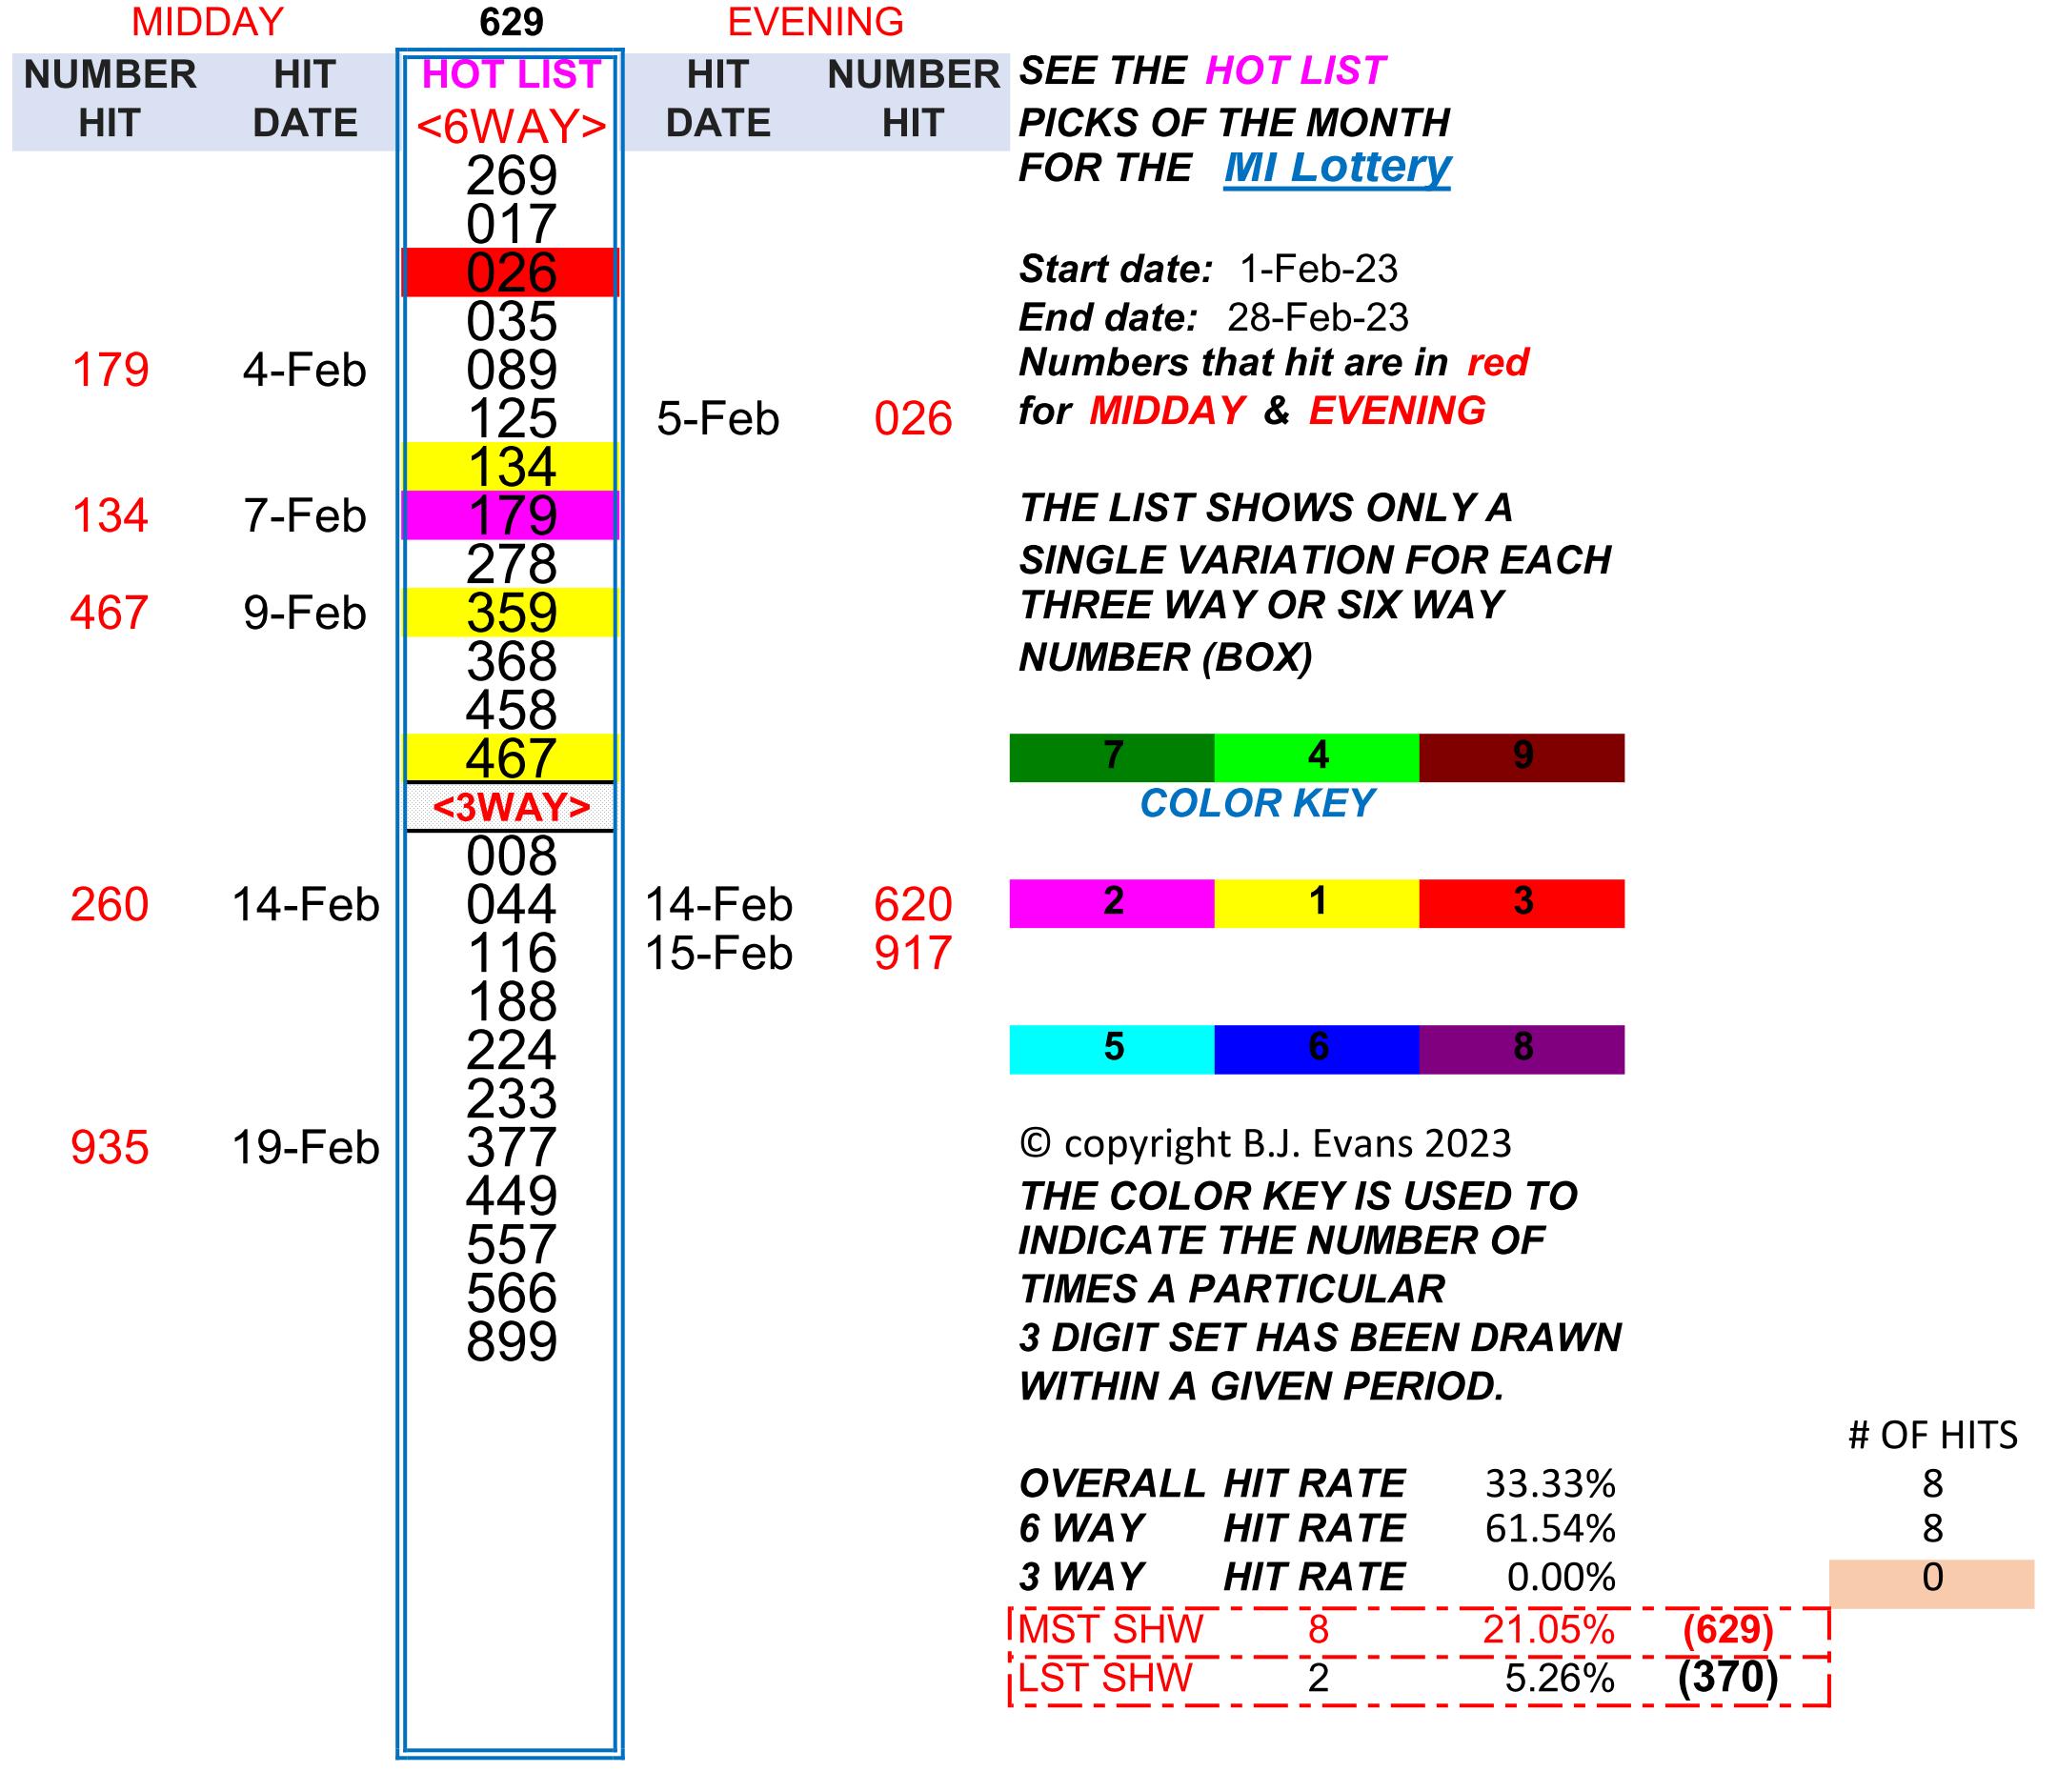 MIDDAY 629 EVENING
NUMBER HIT HOT LIST HIT NUMBER SEE THE HOT LIST
HIT DATE <6WAY> DATE HIT PICKS OF THE MONTH
269 FOR THE MI Lottery
017
026 Start date: 1-Feb-23
035 End date: 28-Feb-23
179 4-Feb 089 Numbers that hit are in red
125 5-Feb 026 for MIDDAY & EVENING
134
134 7-Feb 179 THE LIST SHOWS ONLY A
278 SINGLE VARIATION FOR EACH
467 9-Feb 359 THREE WAY OR SIX WAY
368 NUMBER (BOX)
458
467 7 4 9
<3WAY> COLOR KEY
008
260 14-Feb 044 14-Feb 620 2 1 3
116 15-Feb 917
188
224 5 6 8
233
935 19-Feb 377 © copyright B.J. Evans 2023
449 THE COLOR KEY IS USED TO
557 INDICATE THE NUMBER OF
566 TIMES A PARTICULAR
899 3 DIGIT SET HAS BEEN DRAWN
WITHIN A GIVEN PERIOD.
# OF HITS
OVERALL HIT RATE 33.33% 8
6 WAY HIT RATE 61.54% 8
3 WAY HIT RATE 0.00% 0
MST SHW 8 21.05% (629)
LST SHW 2 5.26% (370)